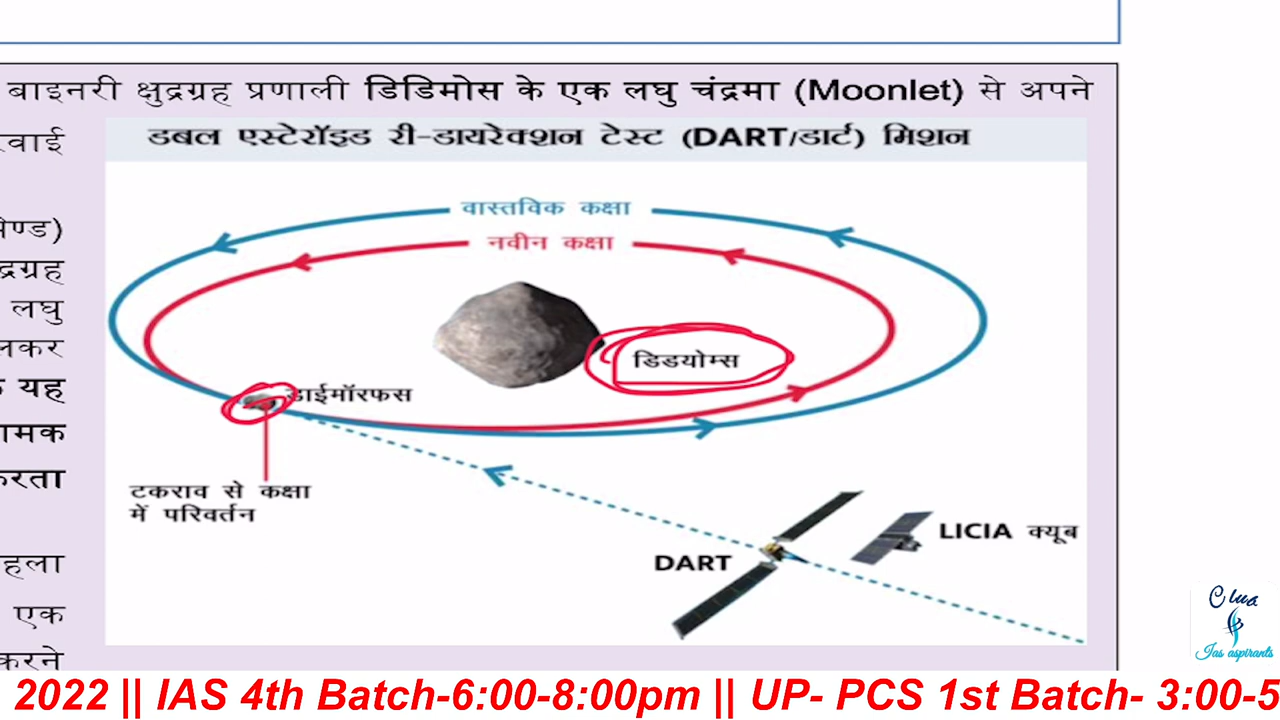 बाइनरी क्षुद्रग्रह प्रणाली डिडिमोस के एक लघु चंद्रमा (Moonlet) से अपने
डबल एस्टेरॉइड री-डायरेक्शन टेस्ट (DART/डार्ट) मिशन
वास्तविक कक्षा
नवीन कक्षा
द्रग्रह
लघु
लकर
यह
डिडयोम्स
डाईमॉरफस
टकराव से कक्षा
में परिवर्तन
DART
LICIA क्यूब
एक
करने
Clue
Ias aspirants
2022 || IAS 4th Batch-6:00-8:00pm || UP- PCS 1st Batch- 3:00-5